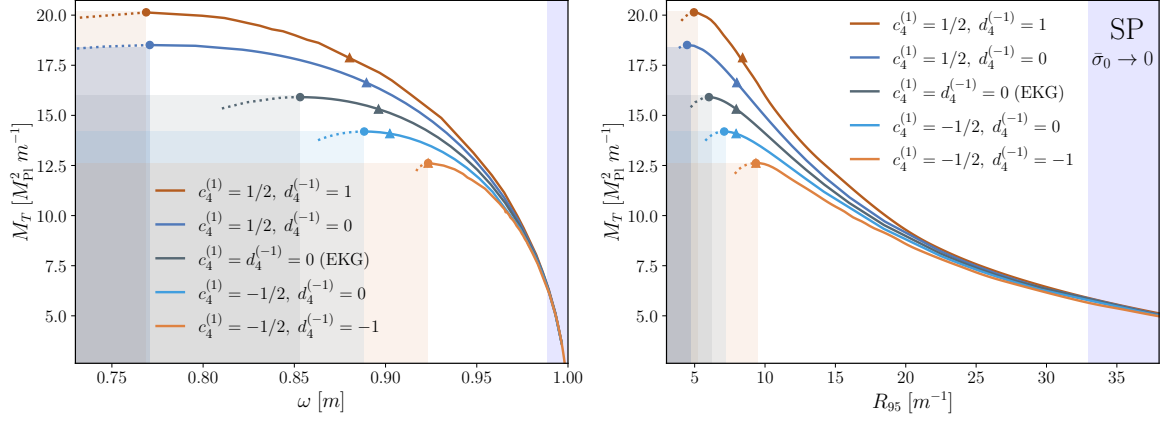 20.0
17.5
15.0
12.5
10.0
7.5
5.0
M_T [M_{Pl}^2 m^{-1}]
c_4^{(1)} = 1/2, d_4^{(-1)} = 1
c_4^{(1)} = 1/2, d_4^{(-1)} = 0
c_4^{(1)} = d_4^{(-1)} = 0 (EKG)
c_4^{(1)} = −1/2, d_4^{(-1)} = 0
c_4^{(1)} = −1/2, d_4^{(-1)} = −1
0.75 0.80 0.85 0.90 0.95 1.00
ω [m]
20.0
17.5
15.0
12.5
10.0
7.5
5.0
M_T [M_{Pl}^2 m^{-1}]
c_4^{(1)} = 1/2, d_4^{(-1)} = 1
c_4^{(1)} = 1/2, d_4^{(-1)} = 0
c_4^{(1)} = d_4^{(-1)} = 0 (EKG)
c_4^{(1)} = −1/2, d_4^{(-1)} = 0
c_4^{(1)} = −1/2, d_4^{(-1)} = −1
SP
σ̄_0 → 0
5 10 15 20 25 30 35
R_{95} [m^{-1}]